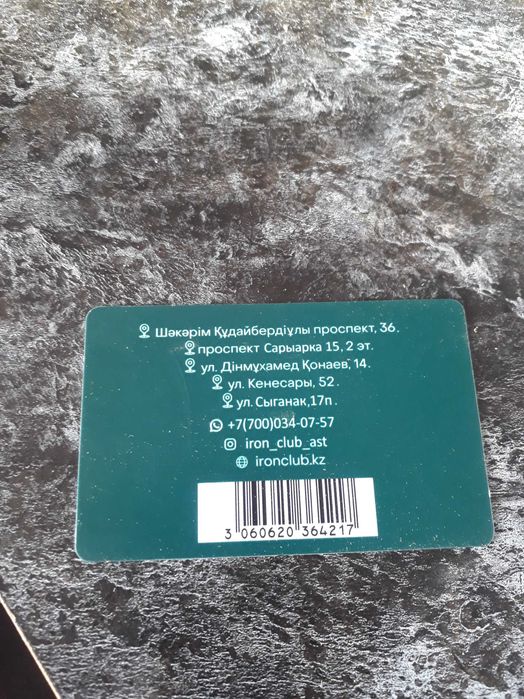 Шәкәрім Құдайбердіұлы проспект, 36.
проспект Сарыарка 15, 2 эт.
ул. Дінмұхамед Қонаев, 14.
ул. Кенесары, 52.
ул. Сыганак,17п.
+7(700)034-07-57
iron_club_ast
ironclub.kz
3 060620 364217